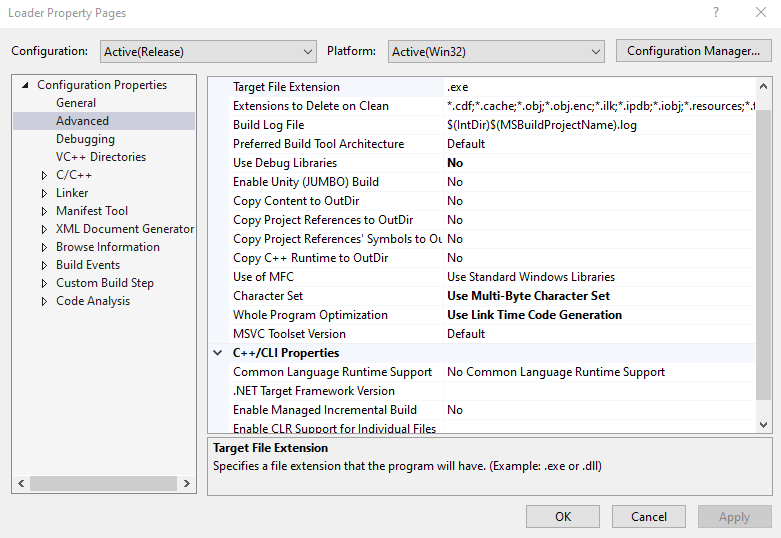 Loader Property Pages
Configuration: Active(Release) Platform: Active(Win32) Configuration Manager...
Configuration Properties
General
Advanced
Debugging
VC++ Directories
C/C++
Linker
Manifest Tool
XML Document Generator
Browse Information
Build Events
Custom Build Step
Code Analysis
Target File Extension .exe
Extensions to Delete on Clean *.cdf;*.cache;*.obj;*.obj.enc;*.ilk;*.ipdb;*.iobj;*.resources;*.t
Build Log File $(IntDir)$(MSBuildProjectName).log
Preferred Build Tool Architecture Default
Use Debug Libraries No
Enable Unity (JUMBO) Build No
Copy Content to OutDir No
Copy Project References to OutDir No
Copy Project References' Symbols to Ou No
Copy C++ Runtime to OutDir No
Use of MFC Use Standard Windows Libraries
Character Set Use Multi-Byte Character Set
Whole Program Optimization Use Link Time Code Generation
MSVC Toolset Version Default
C++/CLI Properties
Common Language Runtime Support No Common Language Runtime Support
.NET Target Framework Version
Enable Managed Incremental Build No
Enable CLR Support for Individual Files
Target File Extension
Specifies a file extension that the program will have. (Example: .exe or .dll)
OK Cancel Apply